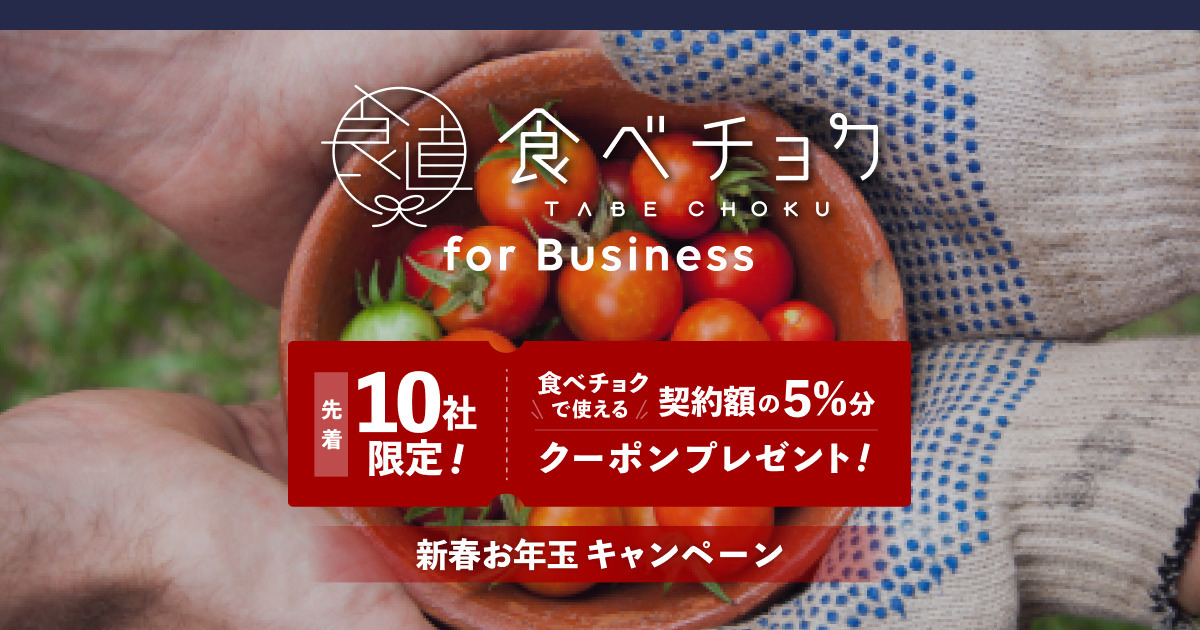 食直
食べチョク
TABE CHOKU
for Business
先着
10社
限定!
食べチョク
で使える
契約額の5%分
クーポンプレゼント!
新春お年玉 キャンペーン